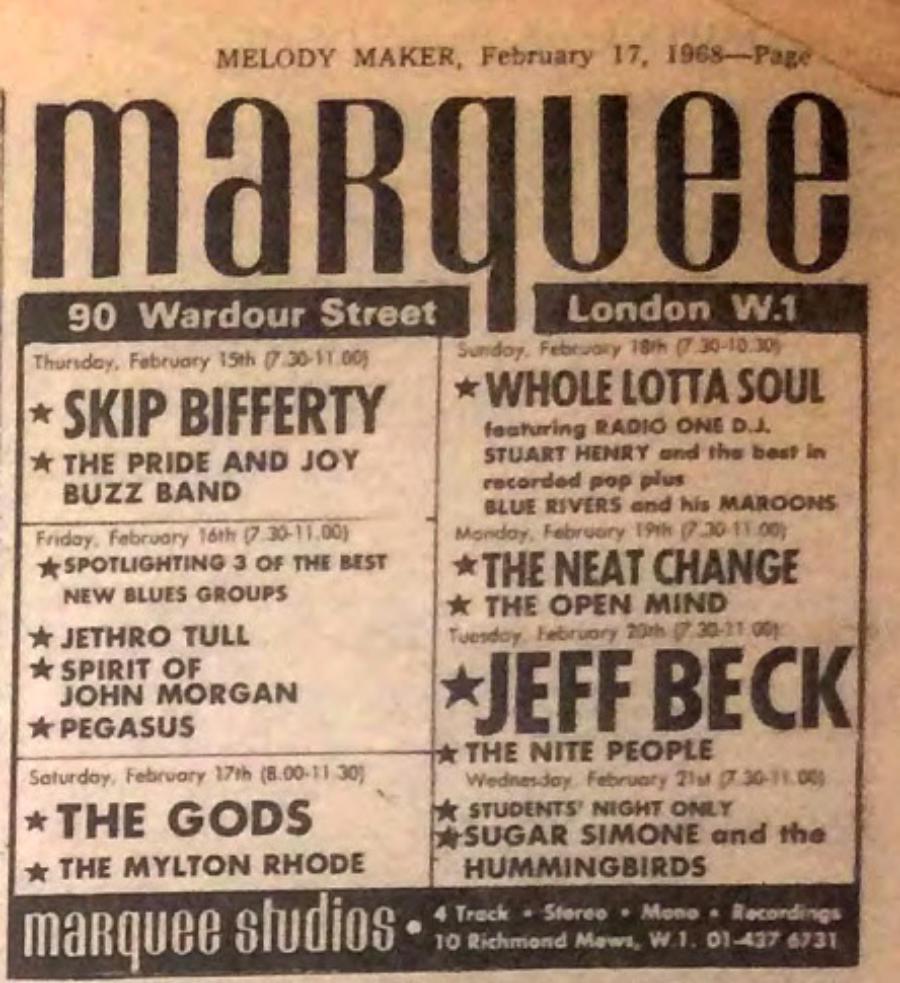 MELODY MAKER, February 17, 1968—Page
marquee
90 Wardour Street
London W.1
Thursday, February 15th (7.30-11.00)
★ SKIP BIFFERTY
★ THE PRIDE AND JOY
BUZZ BAND
Friday, February 16th (7.30-11.00)
★ SPOTLIGHTING 3 OF THE BEST
NEW BLUES GROUPS
★ JETHRO TULL
★ SPIRIT OF
JOHN MORGAN
★ PEGASUS
Saturday, February 17th (8.00-11.30)
★ THE GODS
★ THE MYLTON RHODE
Sunday, February 18th (7.30-10.30)
★ WHOLE LOTTA SOUL
featuring RADIO ONE D.J.
STUART HENRY and the best in
recorded pop plus
BLUE RIVERS and his MAROONS
Monday, February 19th (7.30-11.00)
★ THE NEAT CHANGE
★ THE OPEN MIND
Tuesday, February 20th (7.30-11.00)
★ JEFF BECK
★ THE NITE PEOPLE
Wednesday, February 21st (7.30-11.00)
★ STUDENTS' NIGHT ONLY
★ SUGAR SIMONE and the
HUMMINGBIRDS
marquee studios •
4 Track • Stereo • Mono • Recordings
10 Richmond Mews, W.1. 01-437 6731